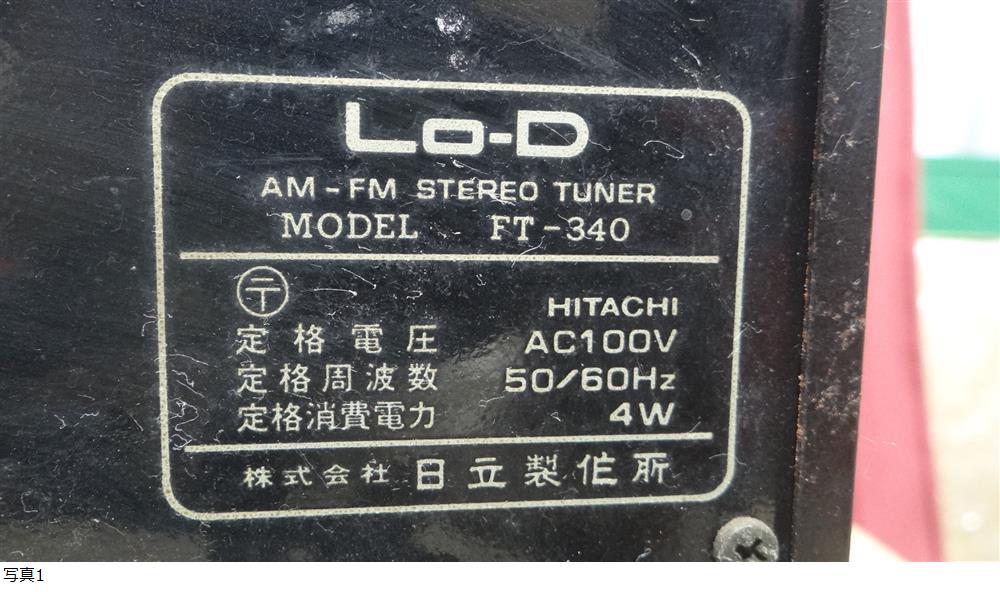 Lo-D
AM-FM STEREO TUNER
MODEL FT-340
〶 HITACHI
定格電圧 AC100V
定格周波数 50/60Hz
定格消費電力 4W
株式会社 日立製作所
写真1